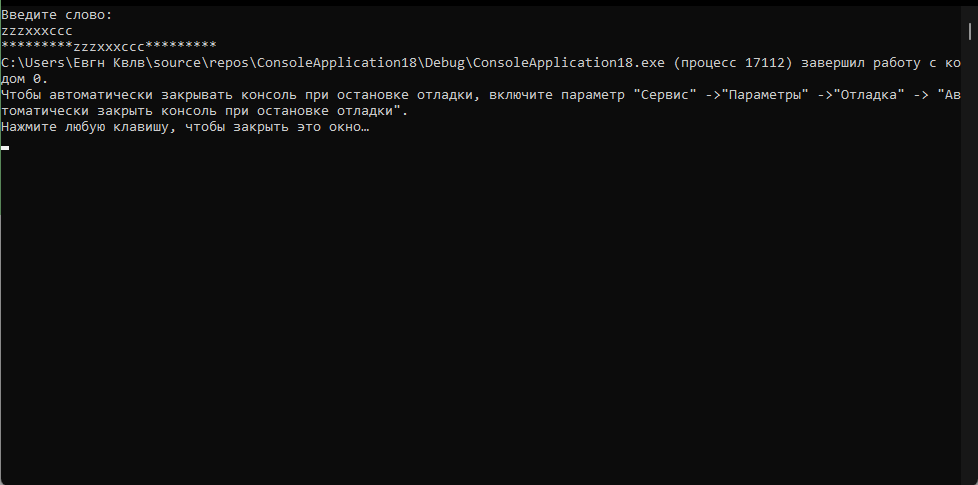 Введите слово:
zzzxxxccc
*********zzzxxxccc*********
C:\Users\Евгн Квлв\source\repos\ConsoleApplication18\Debug\ConsoleApplication18.exe (процесс 17112) завершил работу с ко
дом 0.
Чтобы автоматически закрывать консоль при остановке отладки, включите параметр "Сервис" ->"Параметры" ->"Отладка" -> "Ав
томатически закрыть консоль при остановке отладки".
Нажмите любую клавишу, чтобы закрыть это окно…